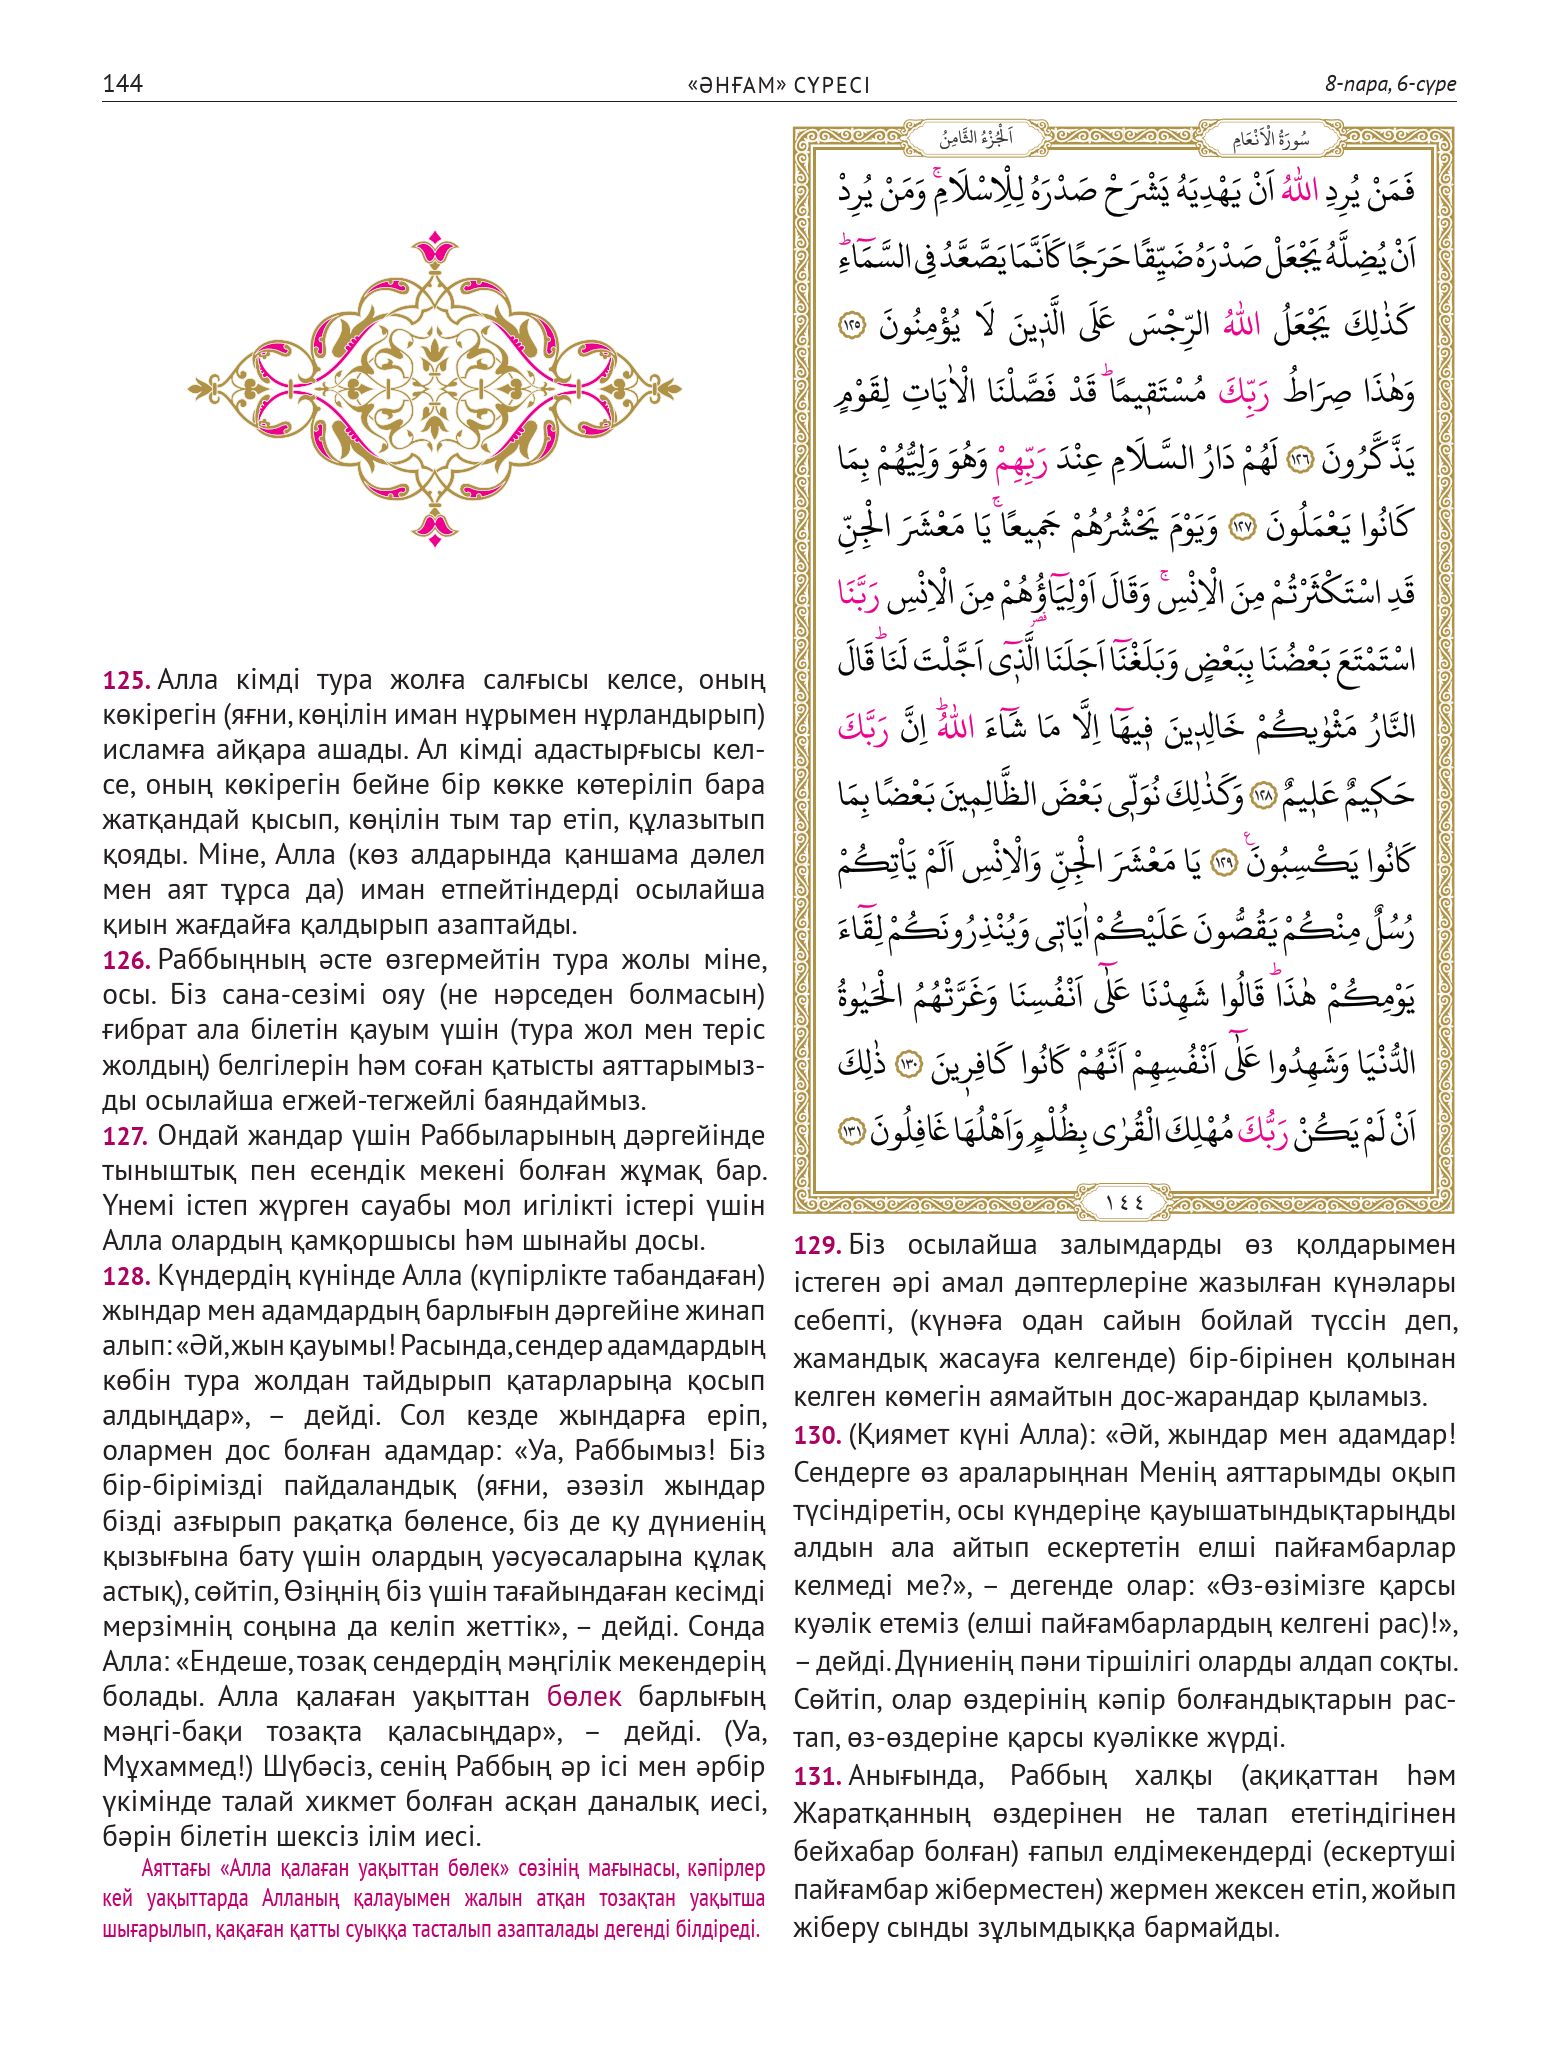 144
«ӘНҒАМ» СҮРЕСІ
8-пара, 6-сүре
سُورَةُ الْاَنْعَامِ
اَلْجُزْءُ الثَّامِنُ
فَمَنْ يُرِدِ اللّٰهُ اَنْ يَهْدِيَهُ يَشْرَحْ صَدْرَهُ لِلْاِسْلَامِۚ وَمَنْ يُرِدْ
اَنْ يُضِلَّهُ يَجْعَلْ صَدْرَهُ ضَيِّقًا حَرَجًا كَاَنَّمَا يَصَّعَّدُ فِى السَّمَٓاءِۜ
كَذٰلِكَ يَجْعَلُ اللّٰهُ الرِّجْسَ عَلَى الَّذٖينَ لَا يُؤْمِنُونَ ﴿١٢٥﴾
وَهٰذَا صِرَاطُ رَبِّكَ مُسْتَقٖيمًاۜ قَدْ فَصَّلْنَا الْاٰيَاتِ لِقَوْمٍ
يَذَّكَّرُونَ ﴿١٢٦﴾ لَهُمْ دَارُ السَّلَامِ عِنْدَ رَبِّهِمْ وَهُوَ وَلِيُّهُمْ بِمَا
كَانُوا يَعْمَلُونَ ﴿١٢٧﴾ وَيَوْمَ يَحْشُرُهُمْ جَمٖيعًاۚ يَا مَعْشَرَ الْجِنِّ
قَدِ اسْتَكْثَرْتُمْ مِنَ الْاِنْسِۚ وَقَالَ اَوْلِيَٓاؤُهُمْ مِنَ الْاِنْسِ رَبَّنَا
اسْتَمْتَعَ بَعْضُنَا بِبَعْضٍ وَبَلَغْنَٓا اَجَلَنَا الَّذٖٓى اَجَّلْتَ لَنَاۜ قَالَ
النَّارُ مَثْوٰيكُمْ خَالِدٖينَ فٖيهَٓا اِلَّا مَا شَٓاءَ اللّٰهُۜ اِنَّ رَبَّكَ
حَكٖيمٌ عَلٖيمٌ ﴿١٢٨﴾ وَكَذٰلِكَ نُوَلّٖى بَعْضَ الظَّالِمٖينَ بَعْضًا بِمَا
كَانُوا يَكْسِبُونَ ﴿١٢٩﴾ يَا مَعْشَرَ الْجِنِّ وَالْاِنْسِ اَلَمْ يَاْتِكُمْ
رُسُلٌ مِنْكُمْ يَقُصُّونَ عَلَيْكُمْ اٰيَاتٖى وَيُنْذِرُونَكُمْ لِقَٓاءَ
يَوْمِكُمْ هٰذَاۜ قَالُوا شَهِدْنَا عَلٰٓى اَنْفُسِنَا وَغَرَّتْهُمُ الْحَيٰوةُ
الدُّنْيَا وَشَهِدُوا عَلٰٓى اَنْفُسِهِمْ اَنَّهُمْ كَانُوا كَافِرٖينَ ﴿١٣٠﴾ ذٰلِكَ
اَنْ لَمْ يَكُنْ رَبُّكَ مُهْلِكَ الْقُرٰى بِظُلْمٍ وَاَهْلُهَا غَافِلُونَ ﴿١٣١﴾
١٤٤
125. Алла кімді тура жолға салғысы келсе, оның
көкірегін (яғни, көңілін иман нұрымен нұрландырып)
исламға айқара ашады. Ал кімді адастырғысы кел-
се, оның көкірегін бейне бір көкке көтеріліп бара
жатқандай қысып, көңілін тым тар етіп, құлазытып
қояды. Міне, Алла (көз алдарында қаншама дәлел
мен аят тұрса да) иман етпейтіндерді осылайша
қиын жағдайға қалдырып азаптайды.
126. Раббыңның әсте өзгермейтін тура жолы міне,
осы. Біз сана-сезімі ояу (не нәрседен болмасын)
ғибрат ала білетін қауым үшін (тура жол мен теріс
жолдың) белгілерін һәм соған қатысты аяттарымыз-
ды осылайша егжей-тегжейлі баяндаймыз.
127. Ондай жандар үшін Раббыларының дәргейінде
тыныштық пен есендік мекені болған жұмақ бар.
Үнемі істеп жүрген сауабы мол игілікті істері үшін
Алла олардың қамқоршысы һәм шынайы досы.
128. Күндердің күнінде Алла (күпірлікте табандаған)
жындар мен адамдардың барлығын дәргейіне жинап
алып: «Әй, жын қауымы! Расында, сендер адамдардың
көбін тура жолдан тайдырып қатарларыңа қосып
алдыңдар», – дейді. Сол кезде жындарға еріп,
олармен дос болған адамдар: «Уа, Раббымыз! Біз
бір-бірімізді пайдаландық (яғни, әзәзіл жындар
бізді азғырып рақатқа бөленсе, біз де қу дүниенің
қызығына бату үшін олардың уәсуәсаларына құлақ
астық), сөйтіп, Өзіңнің біз үшін тағайындаған кесімді
мерзімнің соңына да келіп жеттік», – дейді. Сонда
Алла: «Ендеше, тозақ сендердің мәңгілік мекендерің
болады. Алла қалаған уақыттан бөлек барлығың
мәңгі-бақи тозақта қаласыңдар», – дейді. (Уа,
Мұхаммед!) Шүбәсіз, сенің Раббың әр ісі мен әрбір
үкімінде талай хикмет болған асқан даналық иесі,
бәрін білетін шексіз ілім иесі.
Аяттағы «Алла қалаған уақыттан бөлек» сөзінің мағынасы, кәпірлер
кей уақыттарда Алланың қалауымен жалын атқан тозақтан уақытша
шығарылып, қақаған қатты суыққа тасталып азапталады дегенді білдіреді.
129. Біз осылайша залымдарды өз қолдарымен
істеген әрі амал дәптерлеріне жазылған күнәлары
себепті, (күнәға одан сайын бойлай түссін деп,
жамандық жасауға келгенде) бір-бірінен қолынан
келген көмегін аямайтын дос-жарандар қыламыз.
130. (Қиямет күні Алла): «Әй, жындар мен адамдар!
Сендерге өз араларыңнан Менің аяттарымды оқып
түсіндіретін, осы күндеріңе қауышатындықтарыңды
алдын ала айтып ескертетін елші пайғамбарлар
келмеді ме?», – дегенде олар: «Өз-өзімізге қарсы
куәлік етеміз (елші пайғамбарлардың келгені рас)!»,
– дейді. Дүниенің пәни тіршілігі оларды алдап соқты.
Сөйтіп, олар өздерінің кәпір болғандықтарын рас-
тап, өз-өздеріне қарсы куәлікке жүрді.
131. Анығында, Раббың халқы (ақиқаттан һәм
Жаратқанның өздерінен не талап ететіндігінен
бейхабар болған) ғапыл елдімекендерді (ескертуші
пайғамбар жіберместен) жермен жексен етіп, жойып
жіберу сынды зұлымдыққа бармайды.